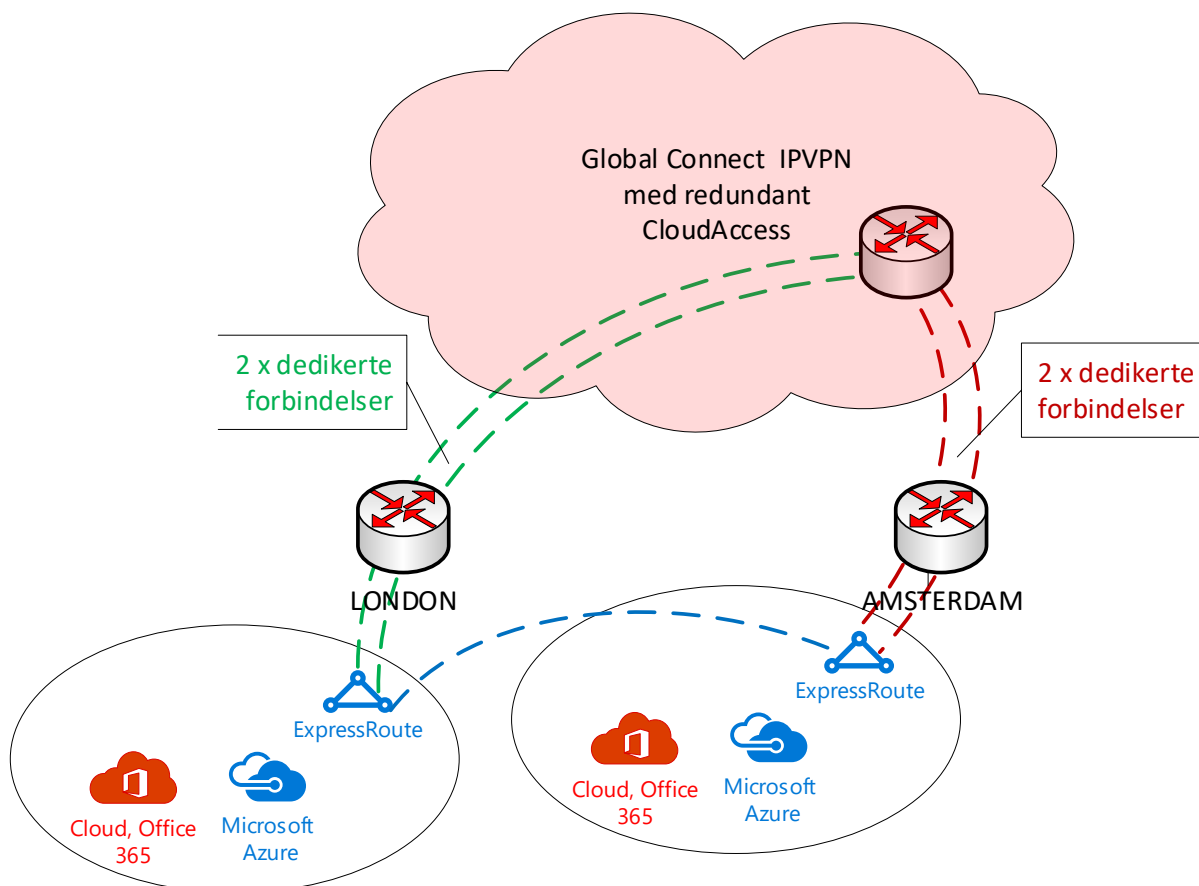 Global Connect  IPVPN
med redundant
CloudAccess
2 x dedikerte
forbindelser
2 x dedikerte
forbindelser
LONDON
AMSTERDAM
ExpressRoute
ExpressRoute
Cloud, Office
365
Microsoft
Azure
Cloud, Office
365
Microsoft
Azure